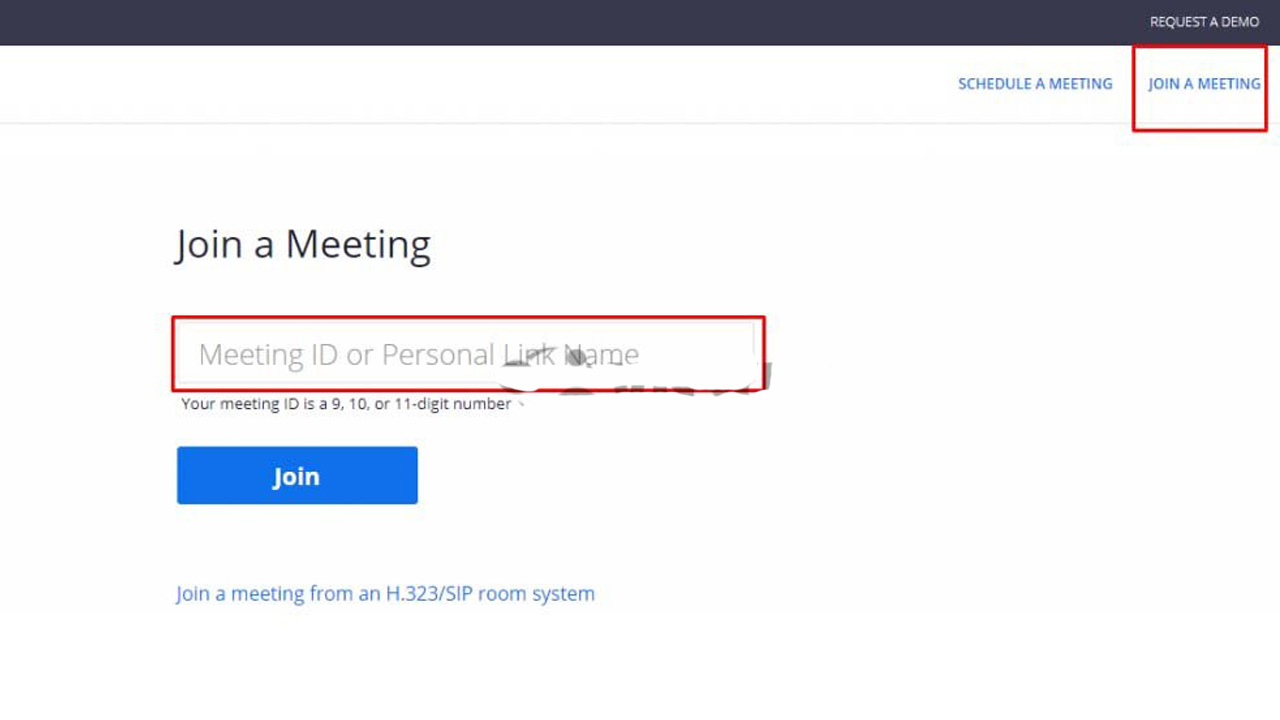 REQUEST A DEMO
SCHEDULE A MEETING
JOIN A MEETING
Join a Meeting
Meeting ID or Personal Link Name
Your meeting ID is a 9, 10, or 11-digit number
Join
Join a meeting from an H.323/SIP room system